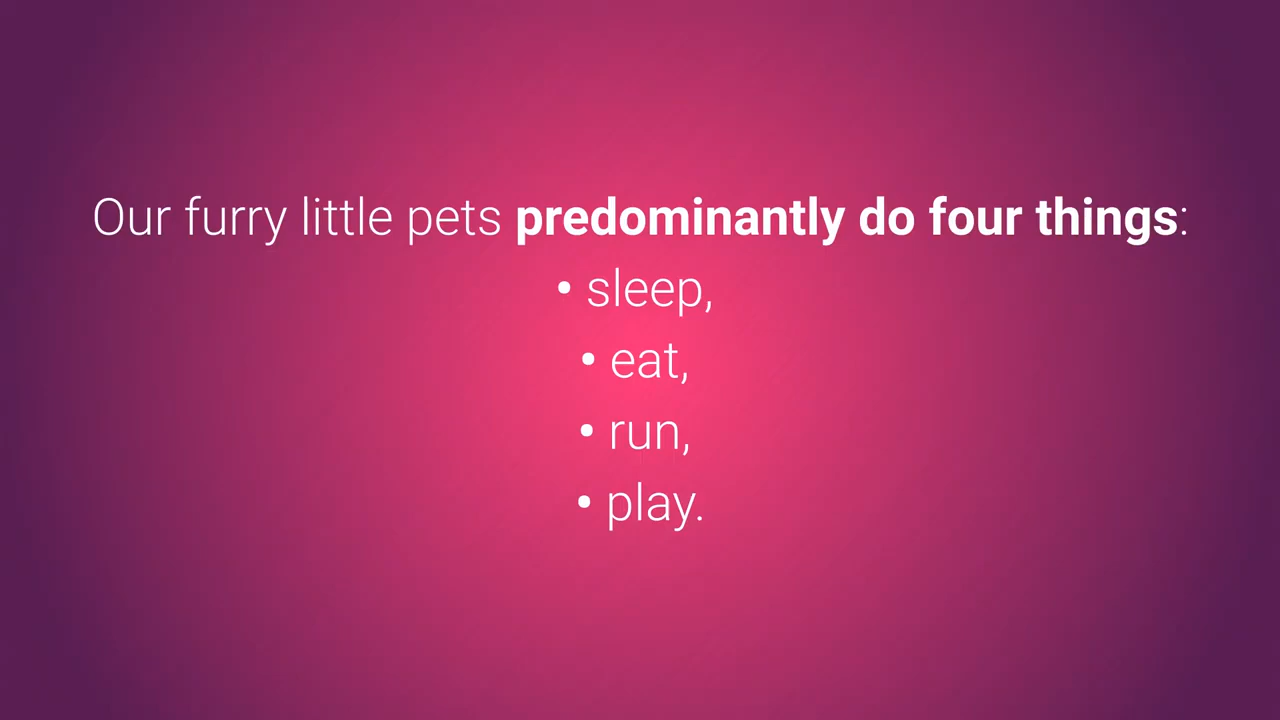 Our furry little pets predominantly do four things:
• sleep,
• eat,
• run,
• play.